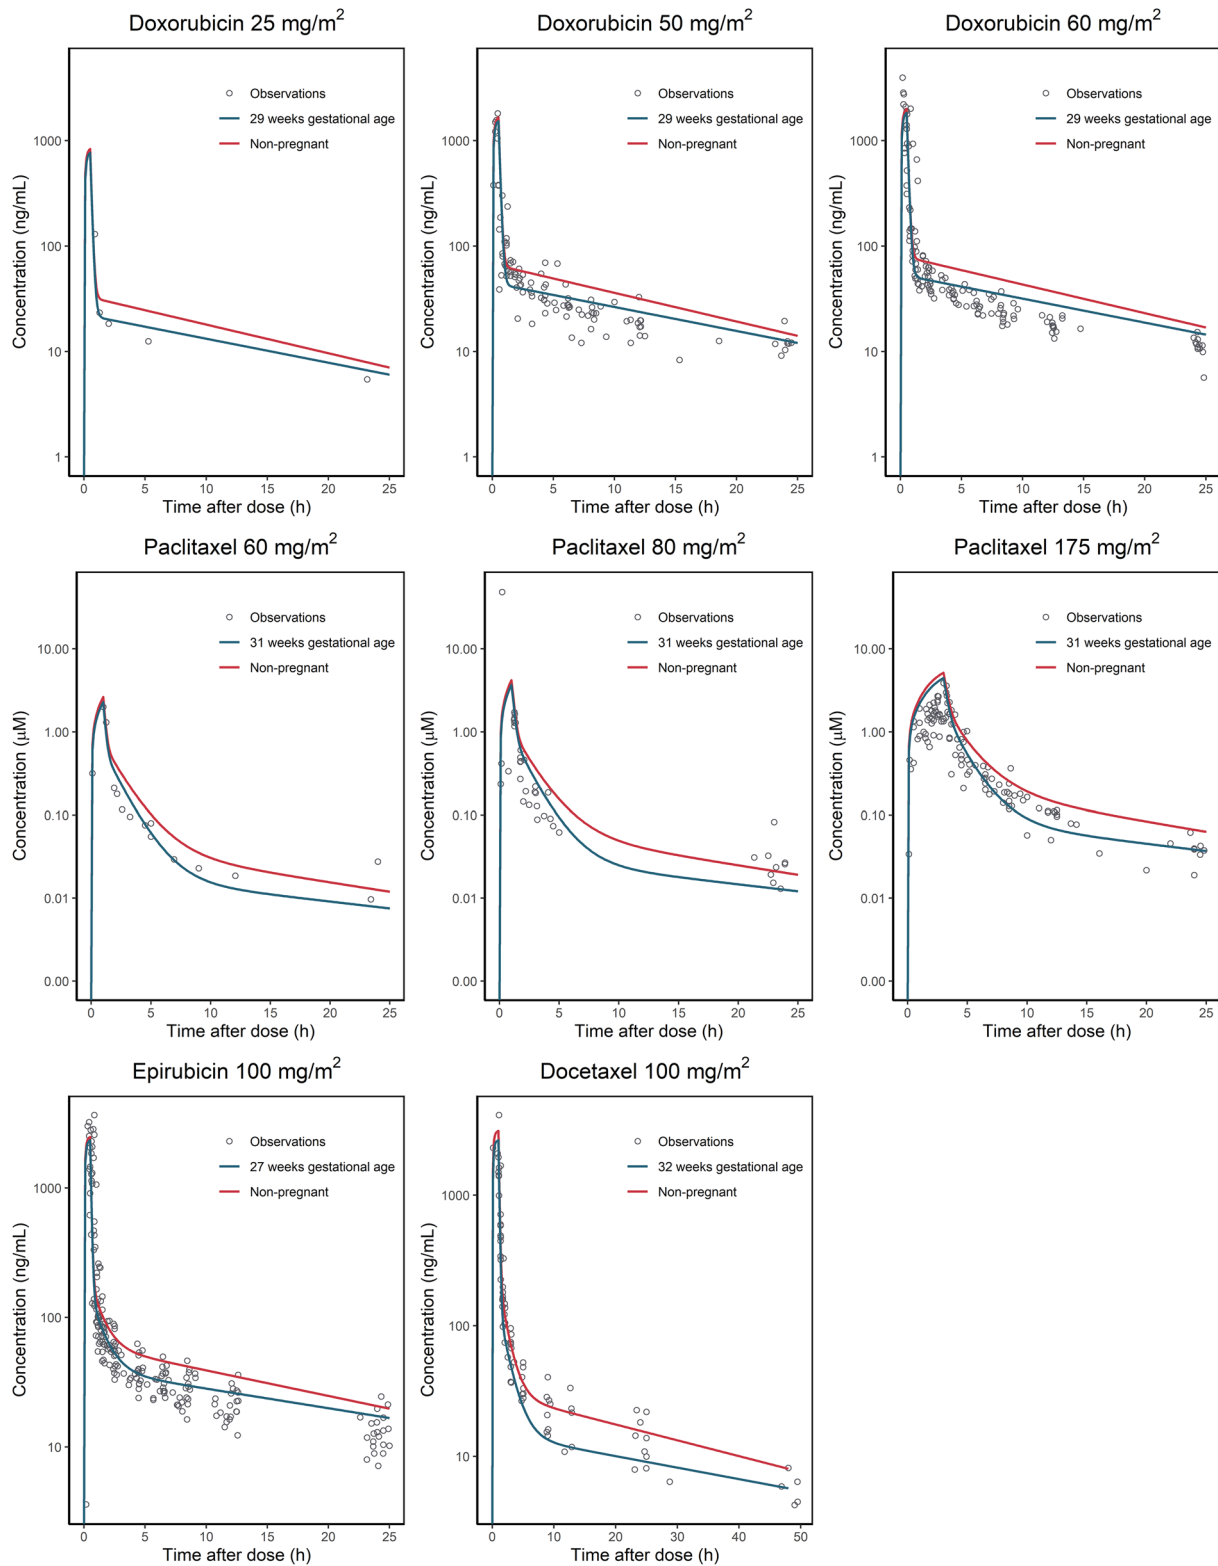 Doxorubicin 25 mg/m²
Concentration (ng/mL)
1000
100
10
1
Observations
29 weeks gestational age
Non-pregnant
0 5 10 15 20 25
Time after dose (h)
Doxorubicin 50 mg/m²
Concentration (ng/mL)
1000
100
10
1
Observations
29 weeks gestational age
Non-pregnant
0 5 10 15 20 25
Time after dose (h)
Doxorubicin 60 mg/m²
Concentration (ng/mL)
1000
100
10
1
Observations
29 weeks gestational age
Non-pregnant
0 5 10 15 20 25
Time after dose (h)
Paclitaxel 60 mg/m²
Concentration (μM)
10.00
1.00
0.10
0.01
0.00
Observations
31 weeks gestational age
Non-pregnant
0 5 10 15 20 25
Time after dose (h)
Paclitaxel 80 mg/m²
Concentration (μM)
10.00
1.00
0.10
0.01
0.00
Observations
31 weeks gestational age
Non-pregnant
0 5 10 15 20 25
Time after dose (h)
Paclitaxel 175 mg/m²
Concentration (μM)
10.00
1.00
0.10
0.01
0.00
Observations
31 weeks gestational age
Non-pregnant
0 5 10 15 20 25
Time after dose (h)
Epirubicin 100 mg/m²
Concentration (ng/mL)
1000
100
10
Observations
27 weeks gestational age
Non-pregnant
0 5 10 15 20 25
Time after dose (h)
Docetaxel 100 mg/m²
Concentration (ng/mL)
1000
100
10
Observations
32 weeks gestational age
Non-pregnant
0 10 20 30 40 50
Time after dose (h)